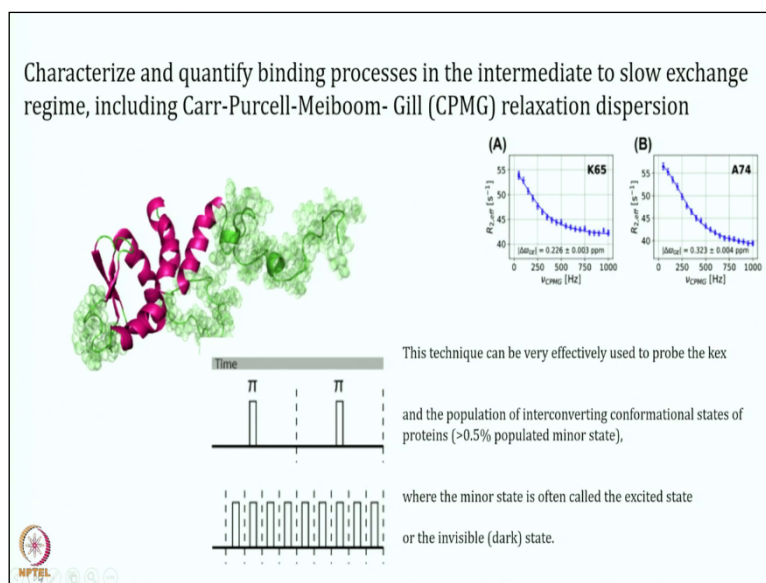 Characterize and quantify binding processes in the intermediate to slow exchange
regime, including Carr-Purcell-Meiboom- Gill (CPMG) relaxation dispersion
(A)
K65
55
50
45
40
R2,eff [s⁻¹]
|Δω_GE| = 0.226 ± 0.003 ppm
0 250 500 750 1000
ν_CPMG [Hz]
(B)
A74
55
50
45
40
R2,eff [s⁻¹]
|Δω_GE| = 0.323 ± 0.004 ppm
0 250 500 750 1000
ν_CPMG [Hz]
Time
π π
This technique can be very effectively used to probe the kex
and the population of interconverting conformational states of
proteins (>0.5% populated minor state),
where the minor state is often called the excited state
or the invisible (dark) state.
NPTEL